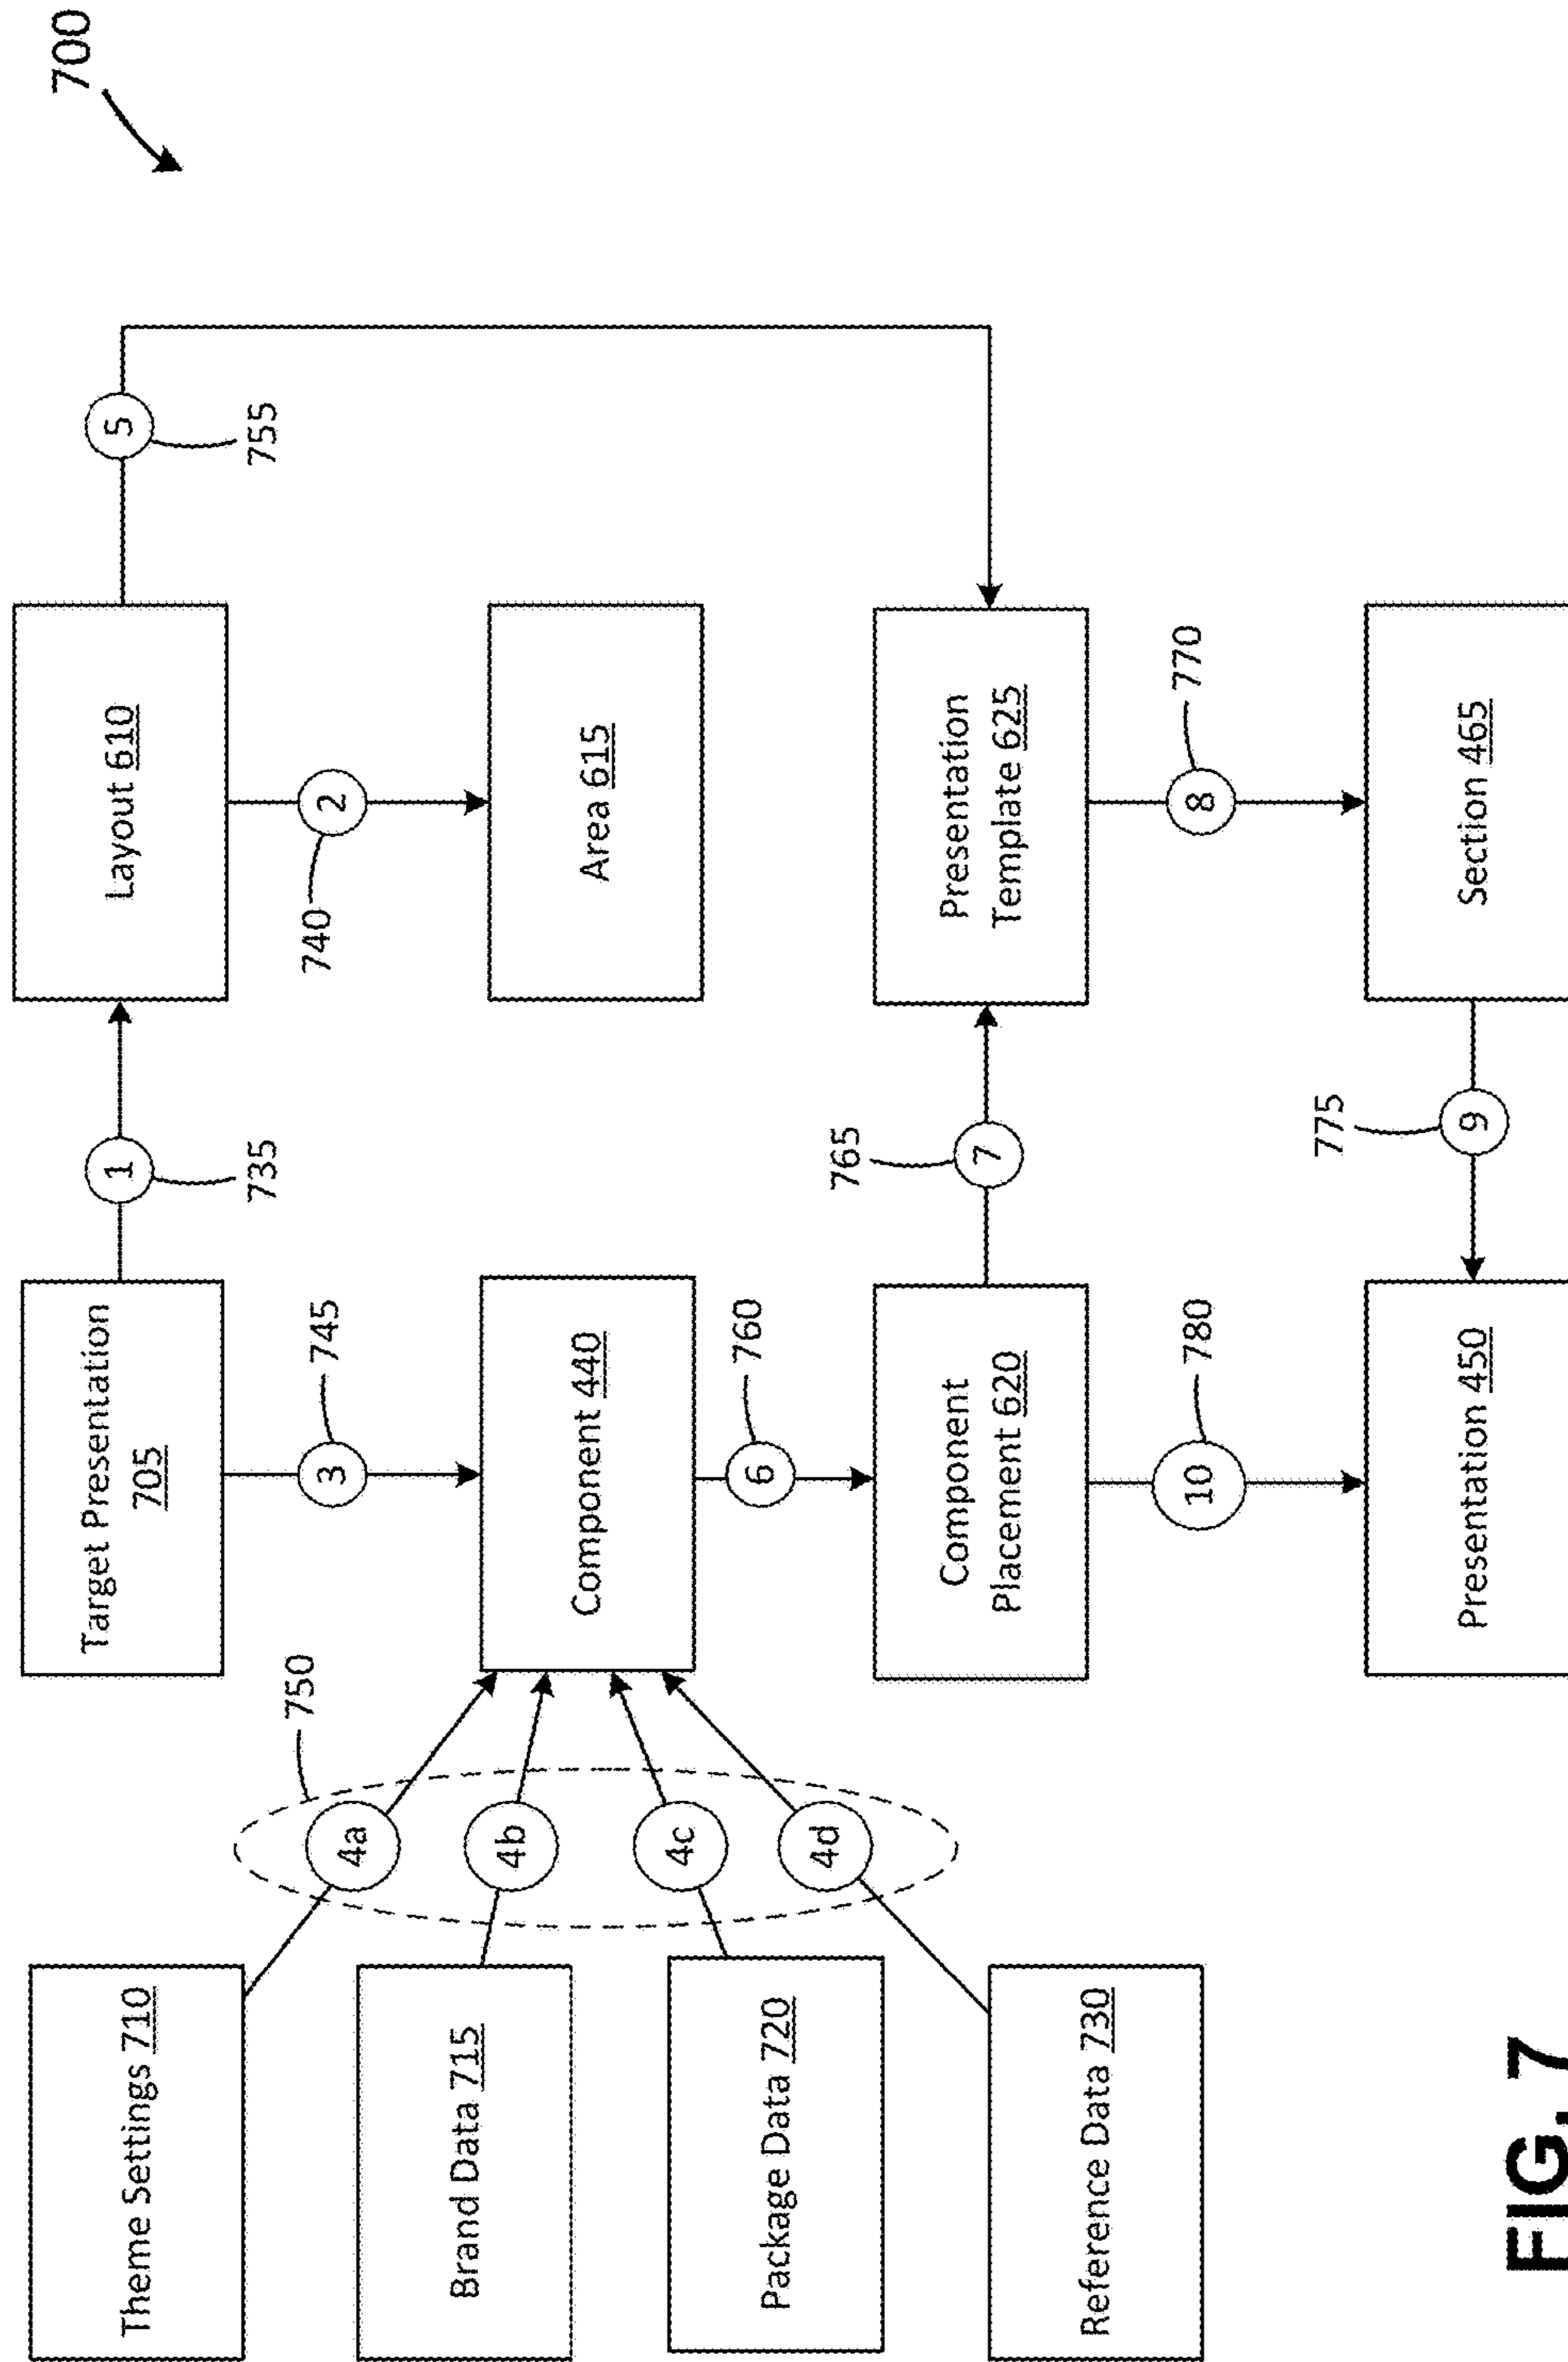 700
Theme Settings 710
Brand Data 715
Package Data 720
Reference Data 730
4a
4b
4c
4d
750
Target Presentation
705
1
735
Layout 610
5
755
3
745
2
740
Component 440
Area 615
6
760
Component
Placement 620
7
765
Presentation
Template 625
10
780
8
770
Presentation 450
9
775
Section 465
FIG. 7